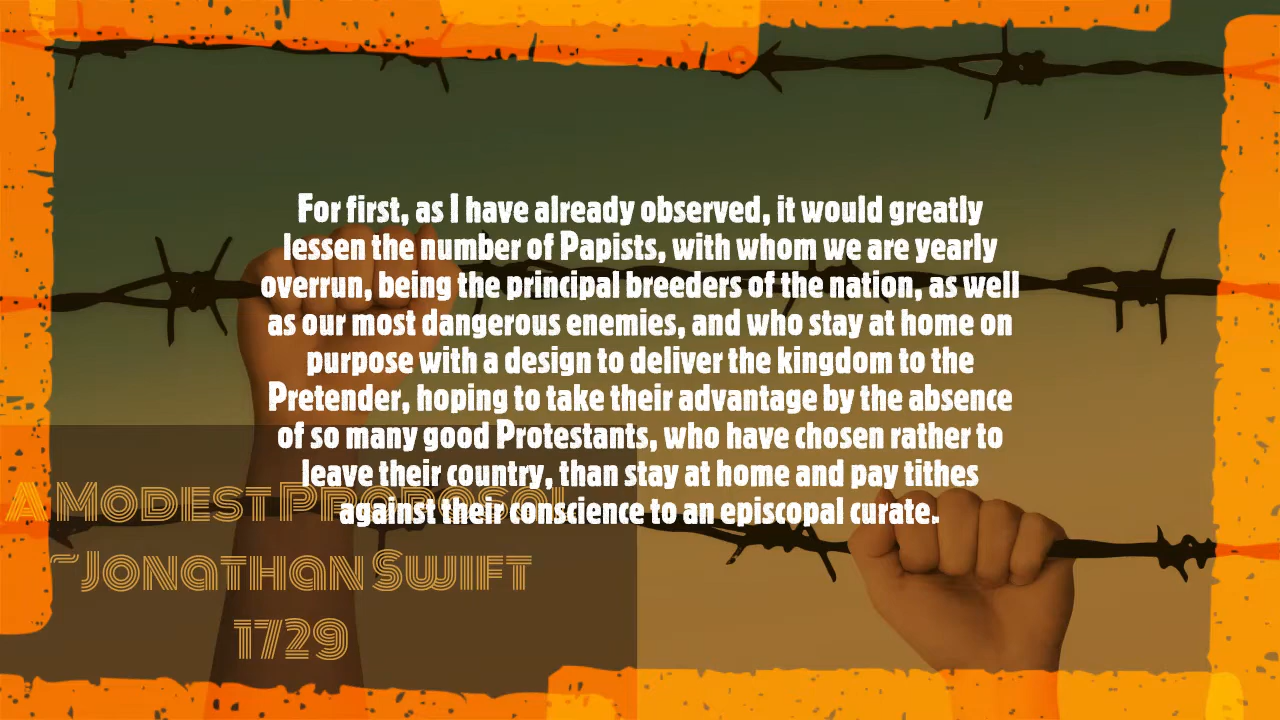 For first, as I have already observed, it would greatly
lessen the number of Papists, with whom we are yearly
overrun, being the principal breeders of the nation, as well
as our most dangerous enemies, and who stay at home on
purpose with a design to deliver the kingdom to the
Pretender, hoping to take their advantage by the absence
of so many good Protestants, who have chosen rather to
leave their country, than stay at home and pay tithes
against their conscience to an episcopal curate.
A Modest Proposal
~Jonathan Swift
1729